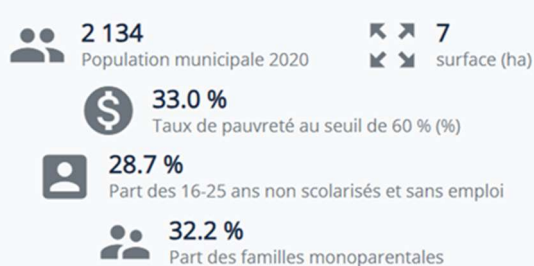 2 134
Population municipale 2020
7
surface (ha)
33.0 %
Taux de pauvreté au seuil de 60 % (%)
28.7 %
Part des 16-25 ans non scolarisés et sans emploi
32.2 %
Part des familles monoparentales